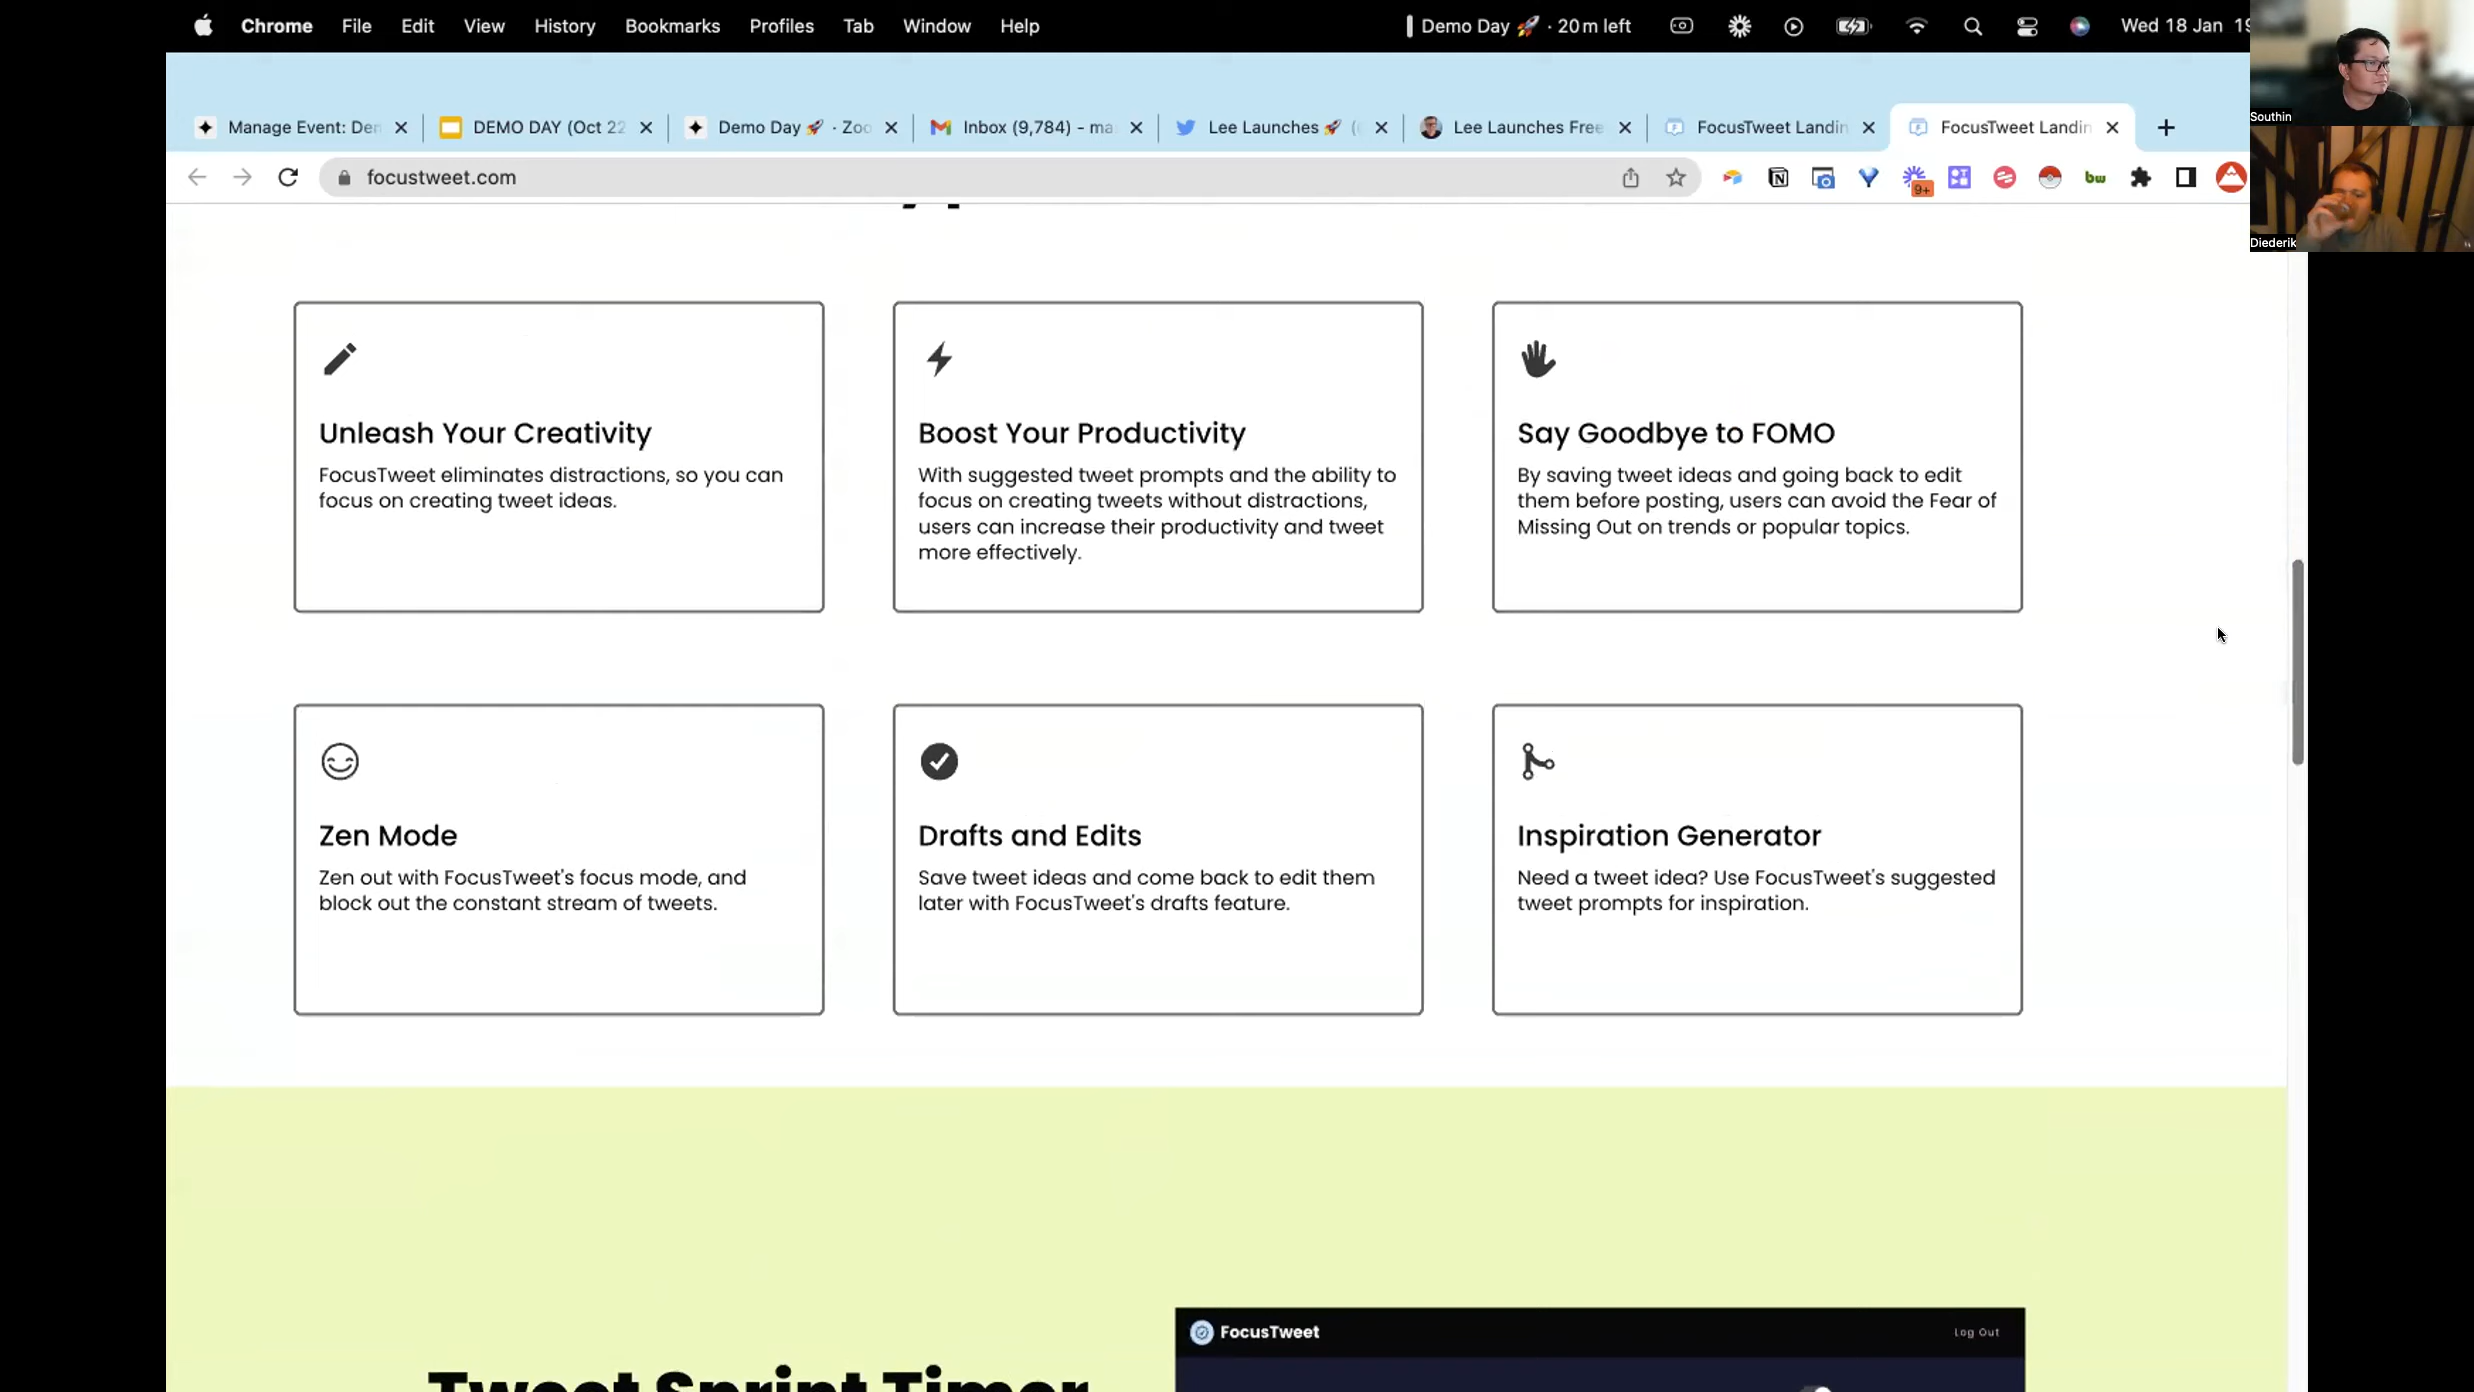 Chrome File Edit View History Bookmarks Profiles Tab Window Help Demo Day 🚀 · 20 m left Wed 18 Jan
Manage Event: Der DEMO DAY (Oct 22 Demo Day 🚀 · Zoo Inbox (9,784) - ma Lee Launches 🚀 Lee Launches Free FocusTweet Landin FocusTweet Landin
Southin
focustweet.com 9+ bw
Diederik
Unleash Your Creativity
FocusTweet eliminates distractions, so you can
focus on creating tweet ideas.
Boost Your Productivity
With suggested tweet prompts and the ability to
focus on creating tweets without distractions,
users can increase their productivity and tweet
more effectively.
Say Goodbye to FOMO
By saving tweet ideas and going back to edit
them before posting, users can avoid the Fear of
Missing Out on trends or popular topics.
Zen Mode
Zen out with FocusTweet's focus mode, and
block out the constant stream of tweets.
Drafts and Edits
Save tweet ideas and come back to edit them
later with FocusTweet's drafts feature.
Inspiration Generator
Need a tweet idea? Use FocusTweet's suggested
tweet prompts for inspiration.
FocusTweet Log Out
Tweet Sprint Timer